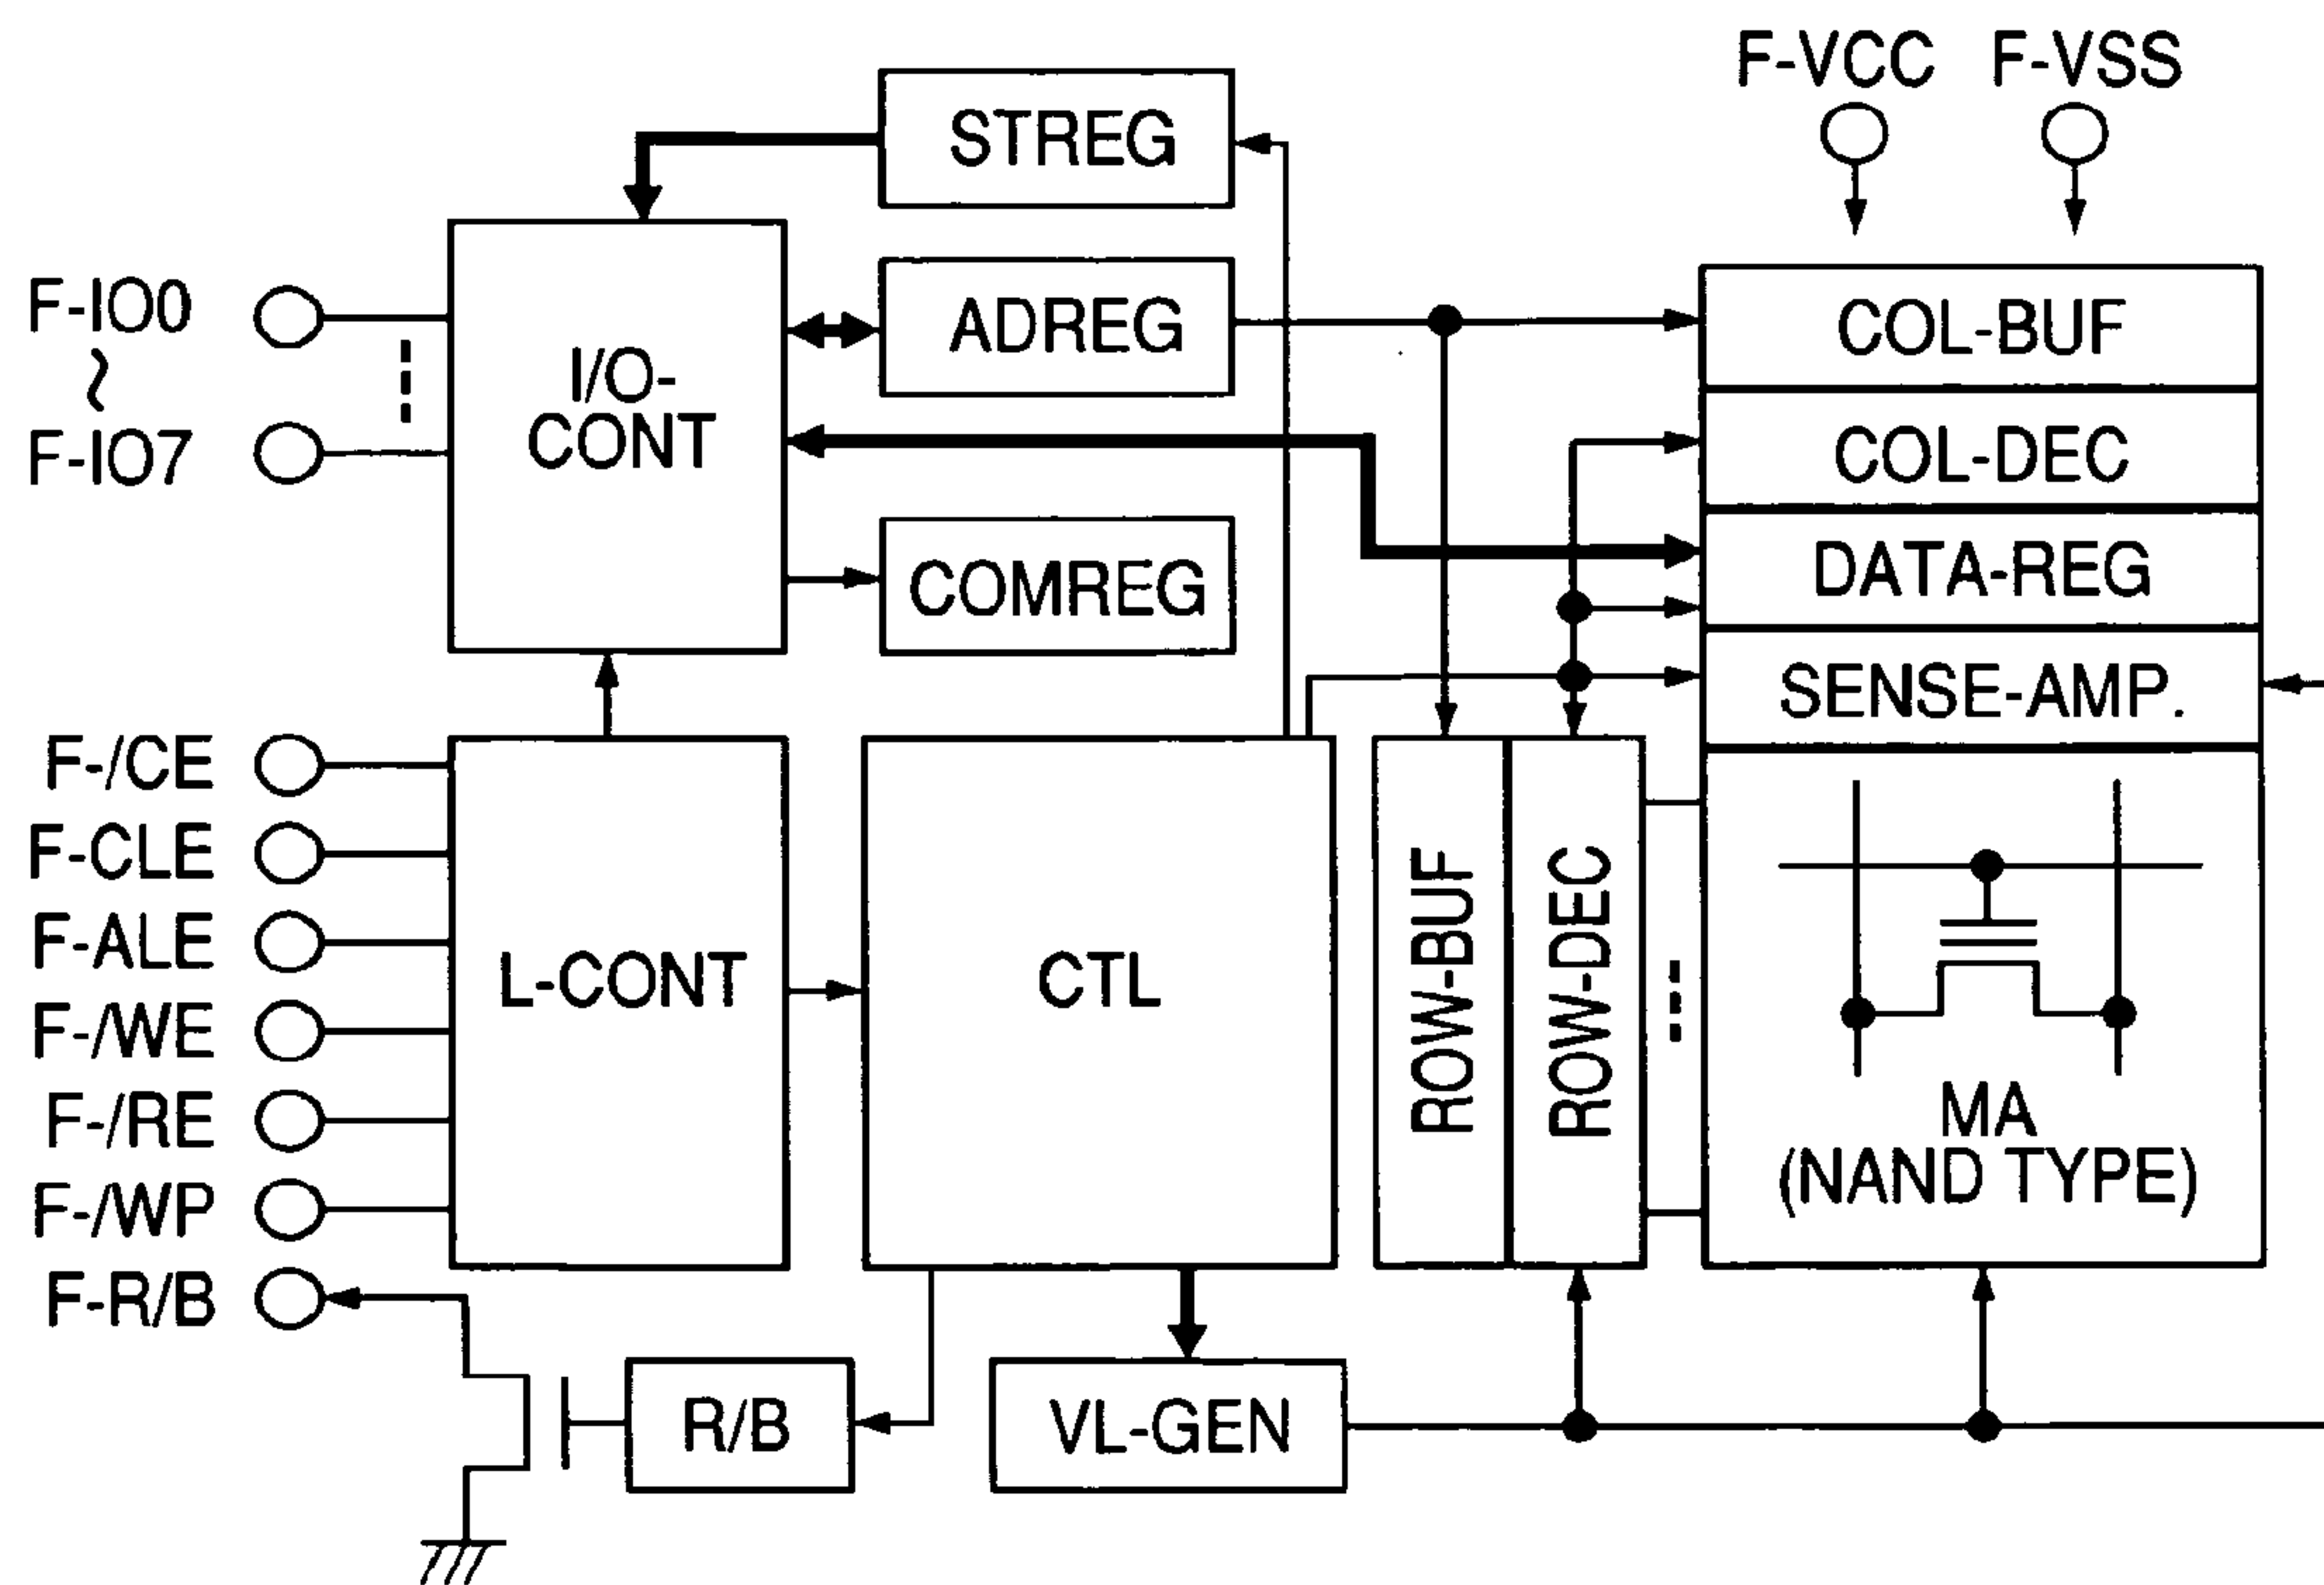 F-VCC
F-VSS
STREG
F-IO0
~
F-IO7
I/O-
CONT
ADREG
COMREG
COL-BUF
COL-DEC
DATA-REG
SENSE-AMP.
F-/CE
F-CLE
F-ALE
F-/WE
F-/RE
F-/WP
F-R/B
L-CONT
CTL
ROW-BUF
ROW-DEC
MA
(NAND TYPE)
R/B
VL-GEN